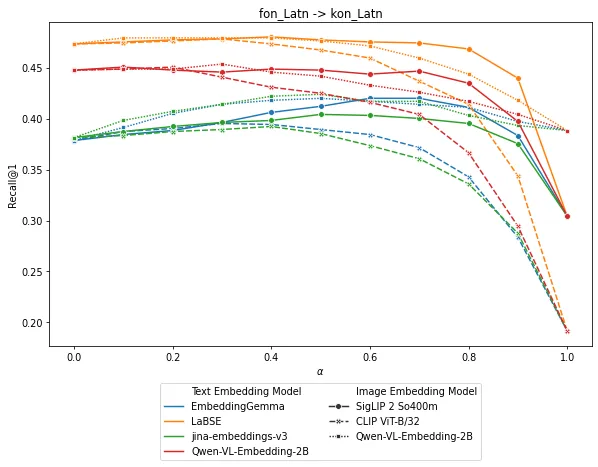 fon_Latn -> kon_Latn
Recall@1
0.45
0.40
0.35
0.30
0.25
0.20
0.0 0.2 0.4 0.6 0.8 1.0
α
Text Embedding Model Image Embedding Model
EmbeddingGemma SigLIP 2 So400m
LaBSE CLIP ViT-B/32
jina-embeddings-v3 Qwen-VL-Embedding-2B
Qwen-VL-Embedding-2B